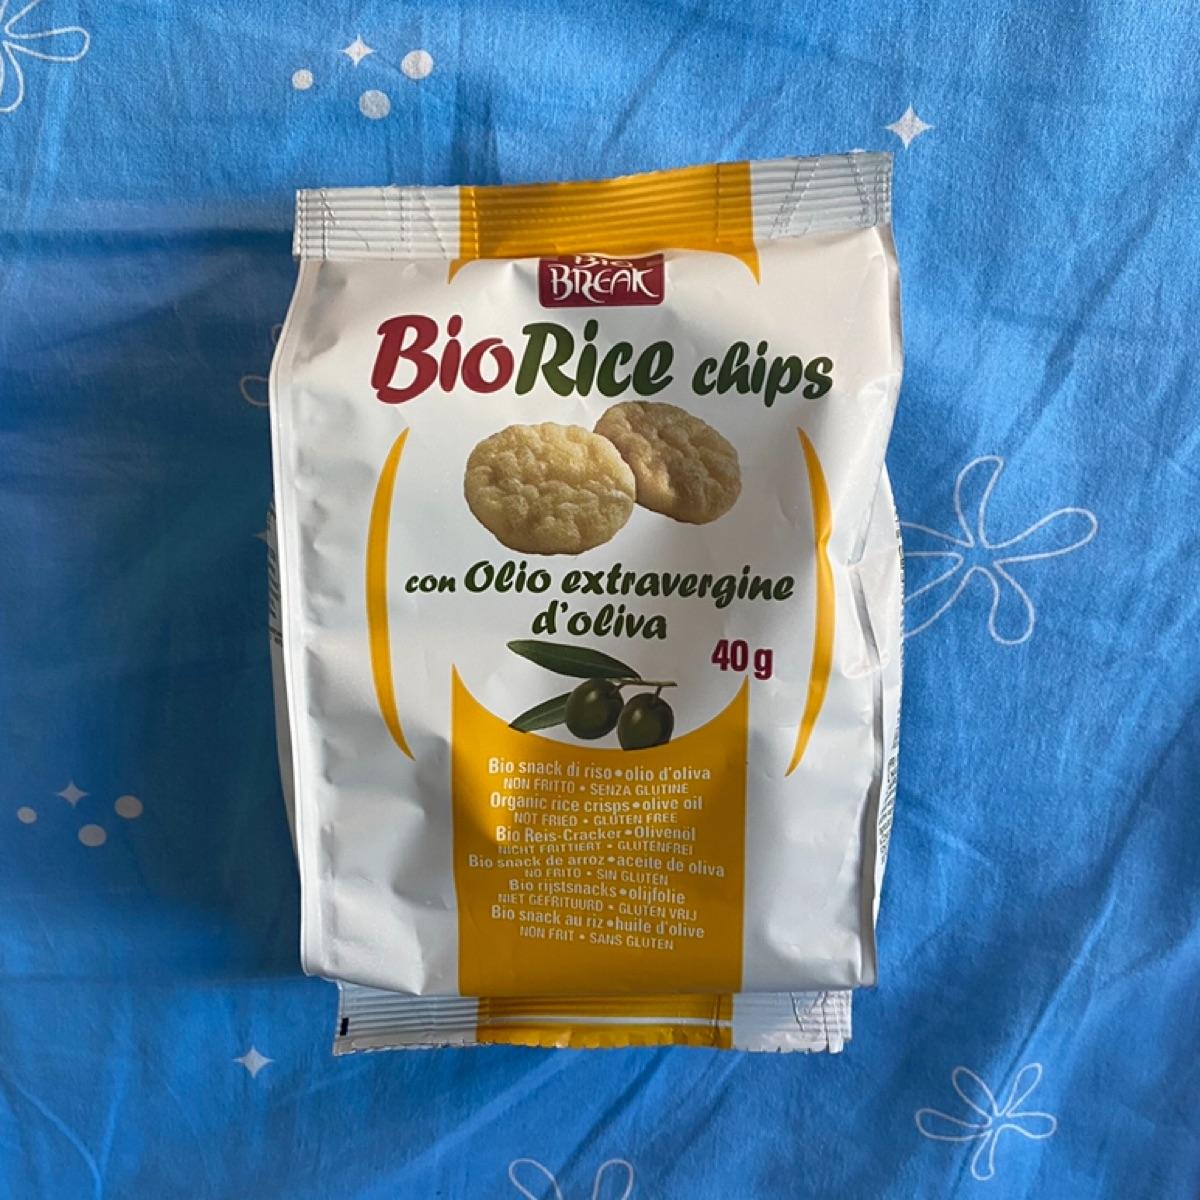 Bio
BREAK
BioRice chips
con Olio extravergine
d'oliva
40 g
Bio snack di riso • olio d'oliva
NON FRITTO • SENZA GLUTINE
Organic rice crisps • olive oil
NOT FRIED • GLUTEN FREE
Bio Reis-Cracker • Olivenöl
NICHT FRITTIERT • GLUTENFREI
Bio snack de arroz • aceite de oliva
NO FRITO • SIN GLUTEN
Bio rijstsnacks • olijfolie
NIET GEFRITUURD • GLUTEN VRIJ
Bio snack au riz • huile d'olive
NON FRIT • SANS GLUTEN